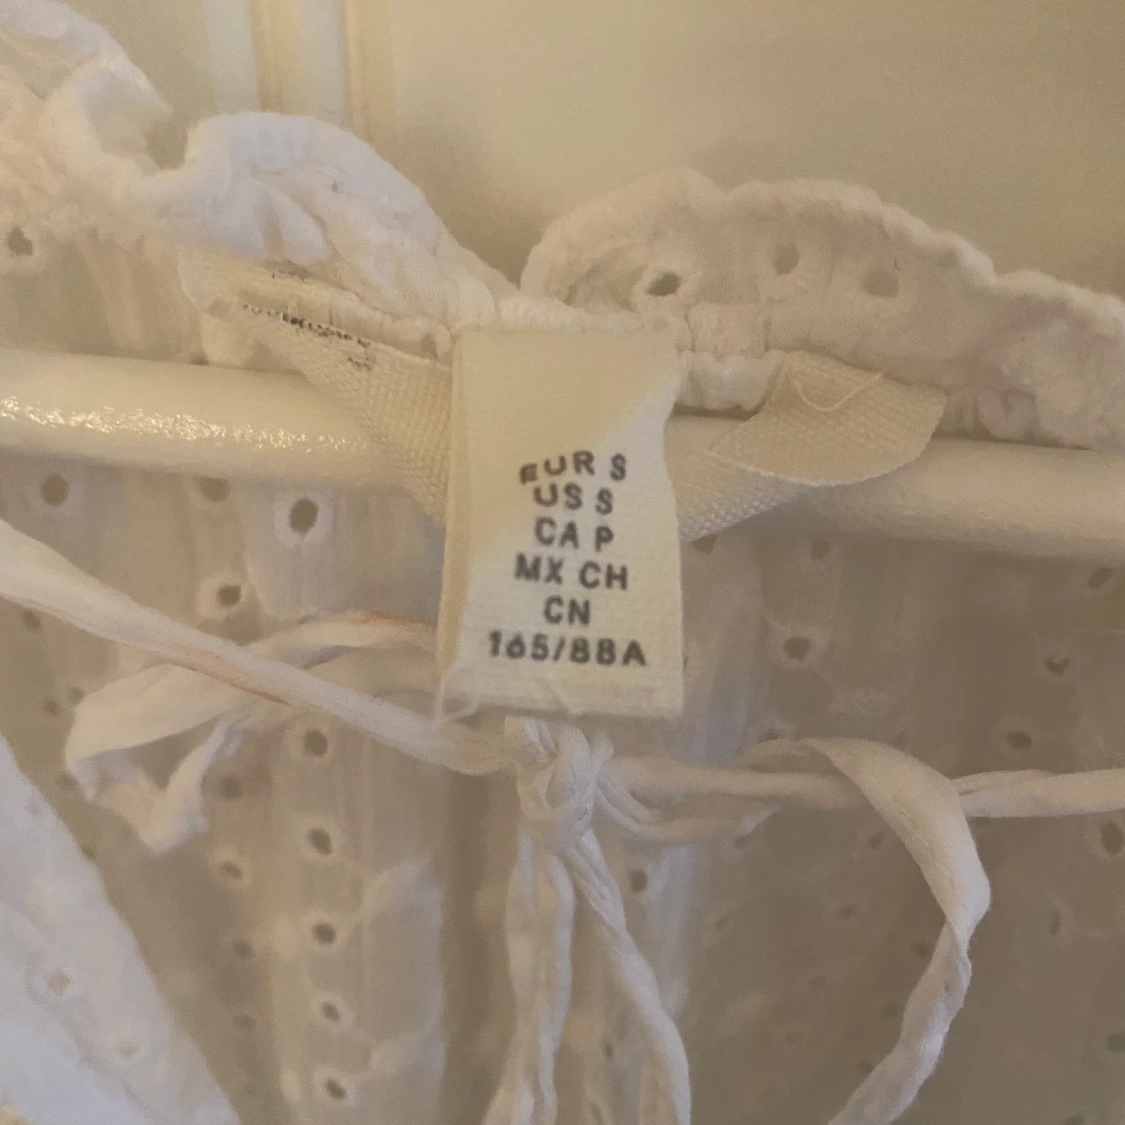 EUR S
US S
CA P
MX CH
CN
165/88A